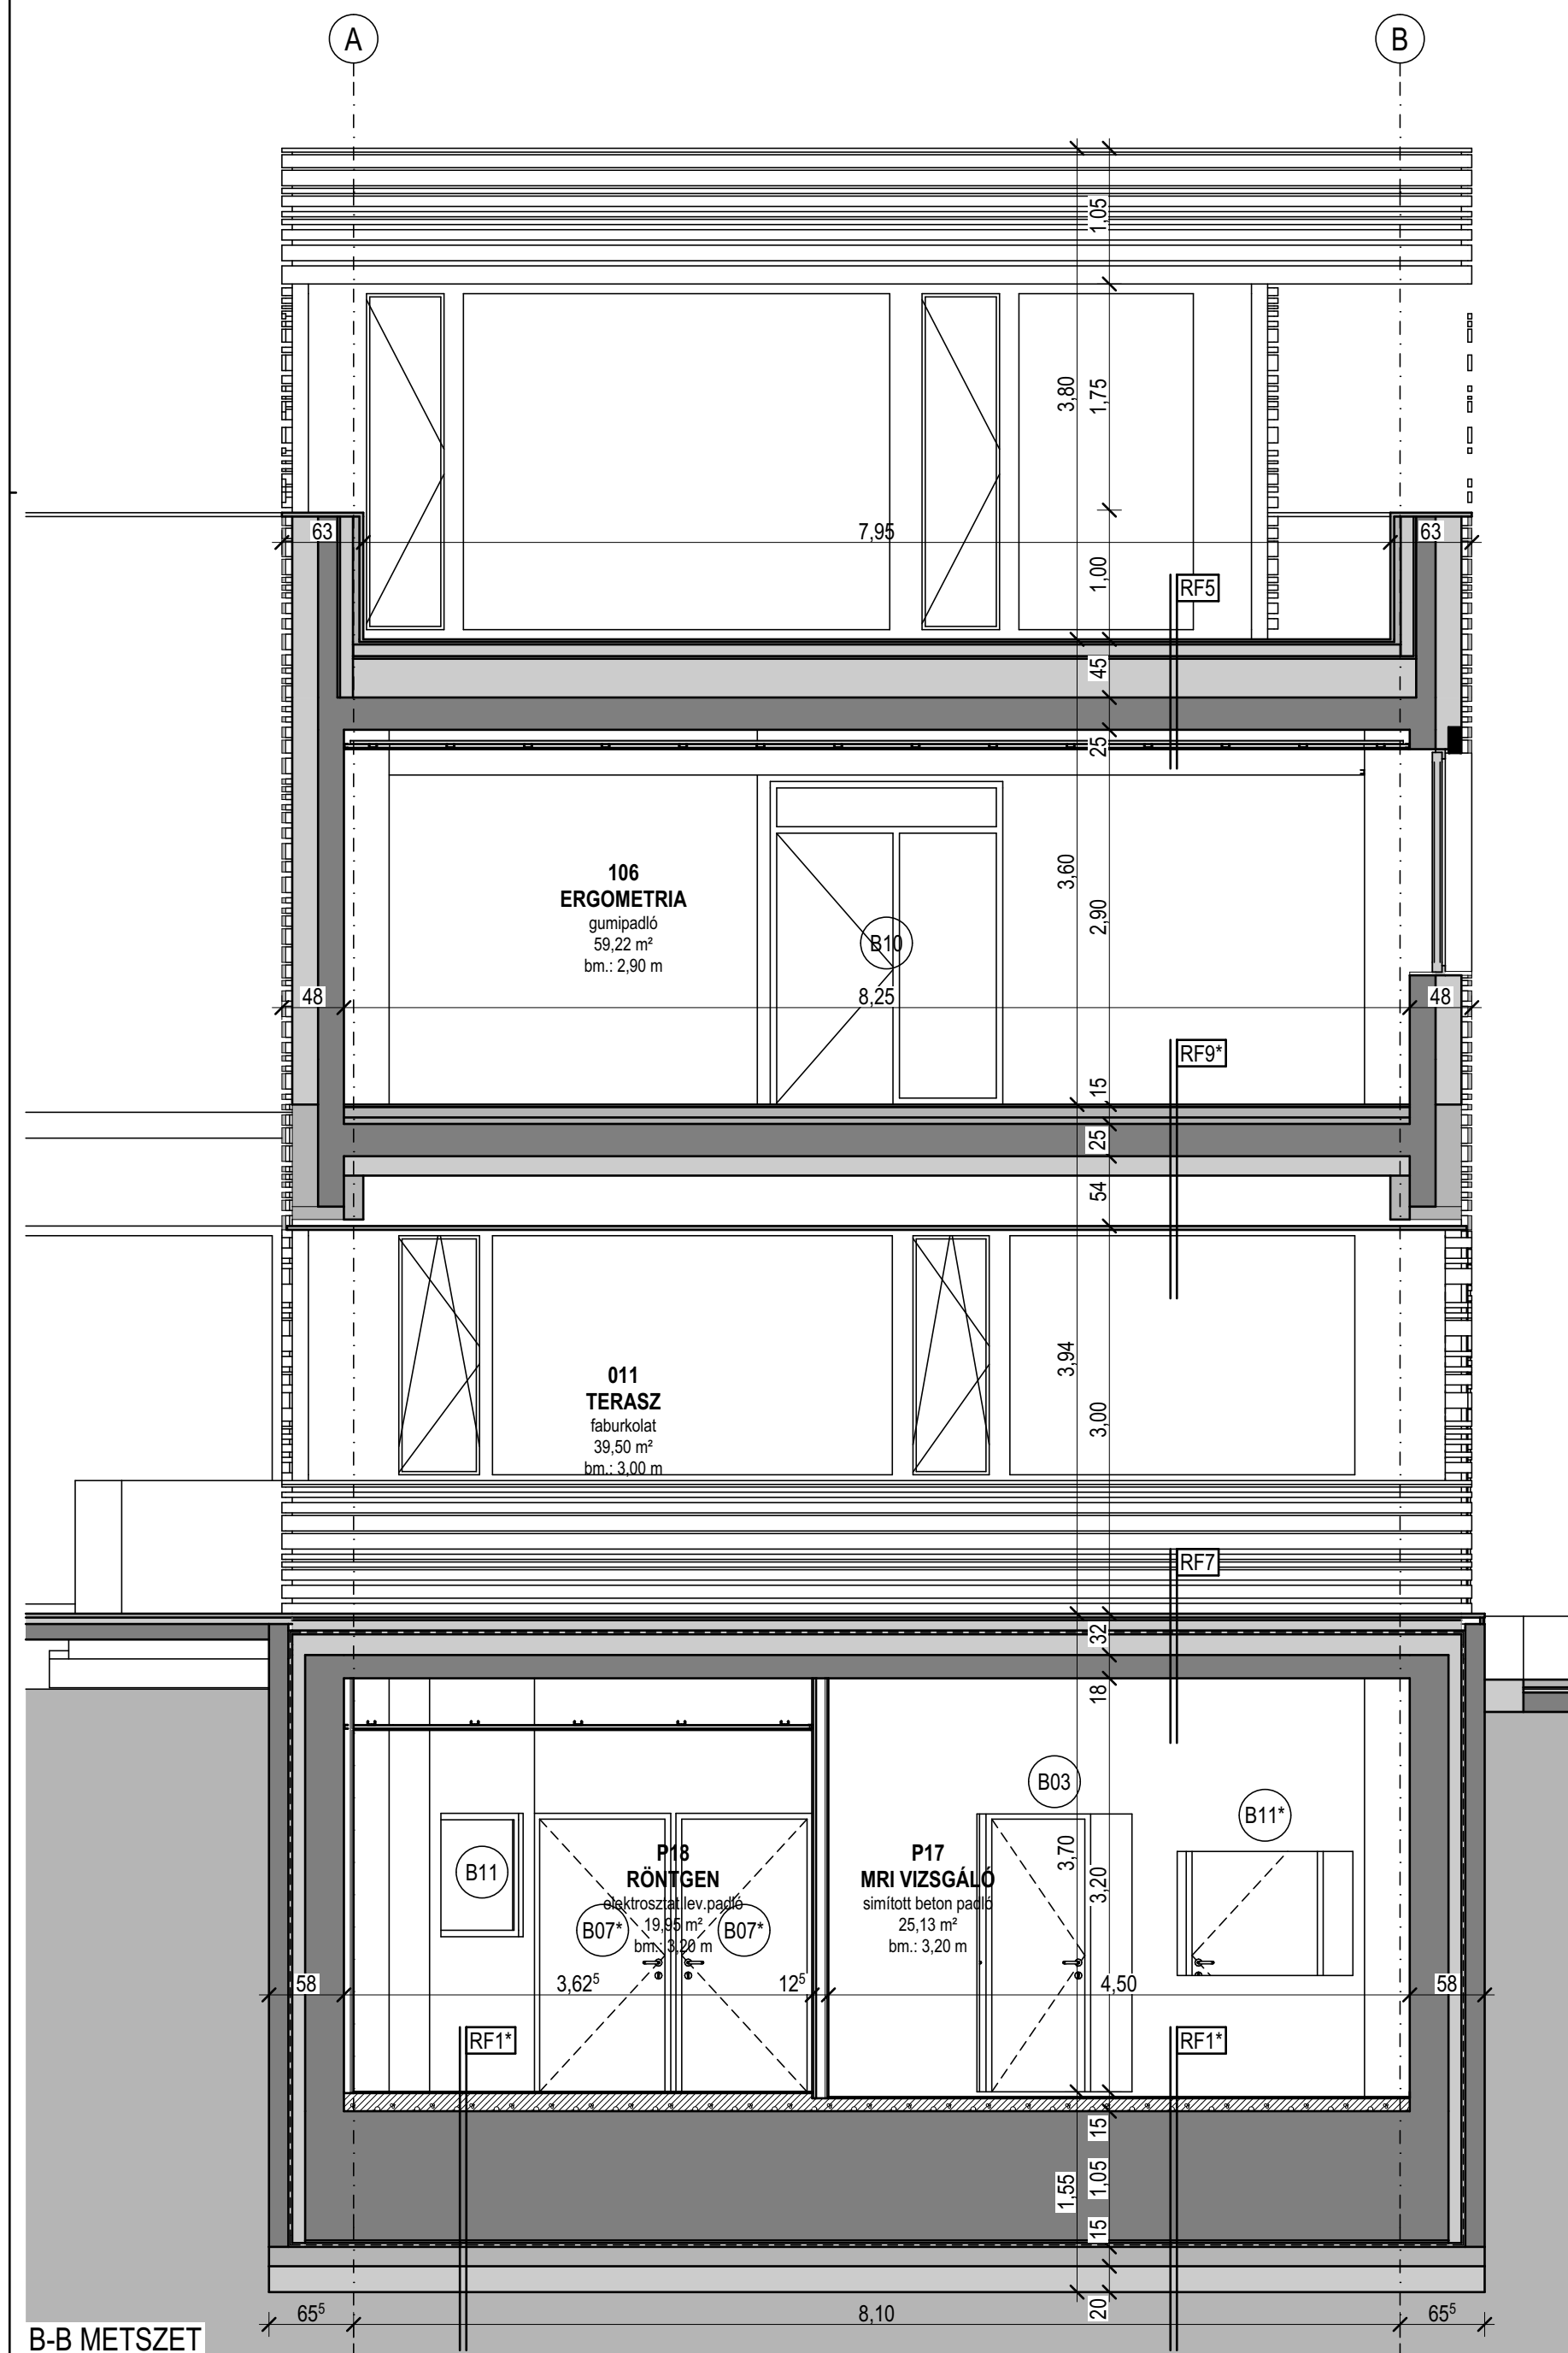 A
B
1,05
3,80
1,75
63
7,95
63
1,00
RF5
45
25
106
ERGOMETRIA
gumipadló
59,22 m²
bm.: 2,90 m
3,60
2,90
B10
48
8,25
48
RF9*
15
25
54
011
TERASZ
faburkolat
39,50 m²
bm.: 3,00 m
3,94
3,00
RF7
32
18
B03
B11*
B11
P18
RÖNTGEN
elektrosztat.lev.padló
19,95 m²
bm.: 3,20 m
B07*
B07*
P17
MRI VIZSGÁLÓ
simított beton padló
25,13 m²
bm.: 3,20 m
3,70
3,20
58
3,62⁵
12⁵
4,50
58
RF1*
RF1*
15
1,55
1,05
15
20
65⁵
8,10
65⁵
B-B METSZET